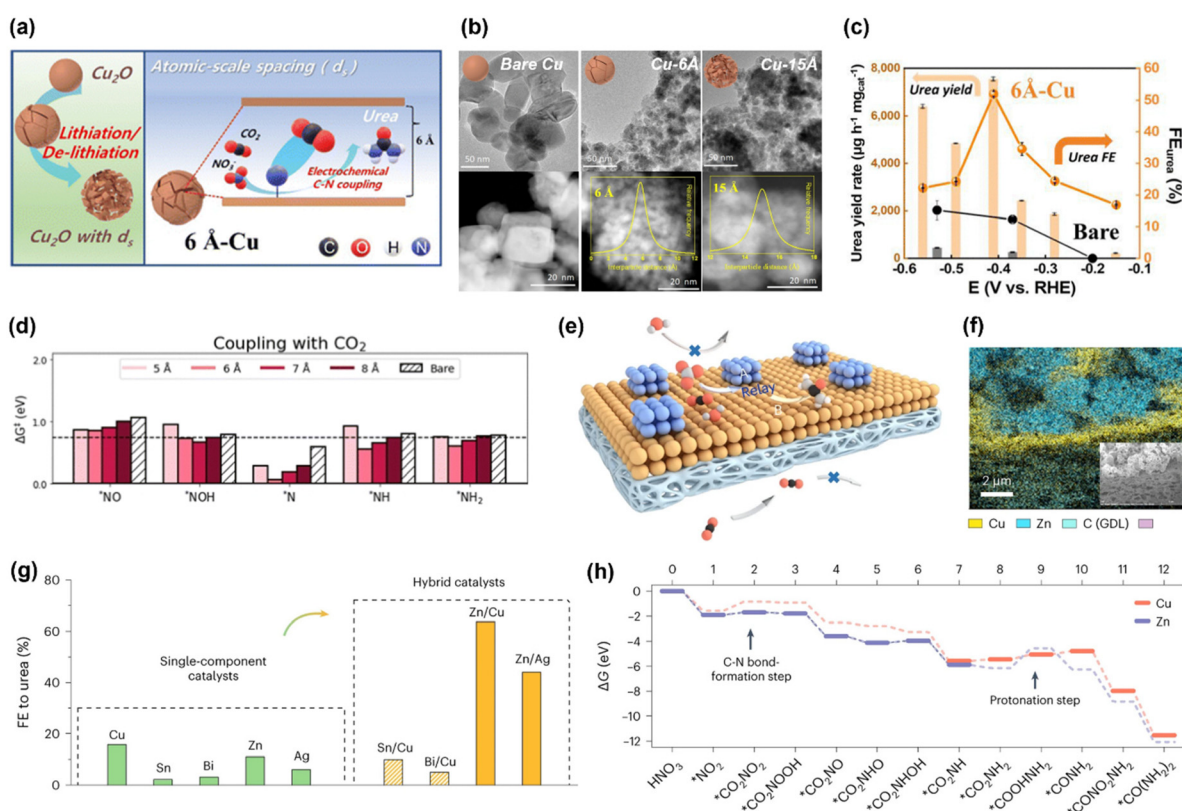 (a)
Cu2O
Lithiation/
De-lithiation
Cu2O with ds
Atomic-scale spacing ( ds )
CO2
NO3-
Urea
Electrochemical
C-N coupling
6 Å
6 Å-Cu
C O H N
(b)
Bare Cu
Cu-6Å
Cu-15Å
50 nm
50 nm
50 nm
6 Å
15 Å
Relative frequency
Relative frequency
Interparticle distance (Å)
Interparticle distance (Å)
20 nm
20 nm
20 nm
(c)
Urea yield rate (µg h-1 mgcat-1)
8,000
6,000
4,000
2,000
0
Urea yield
6Å-Cu
Urea FE
Bare
60
50
40
30
20
10
0
FEurea (%)
-0.6 -0.5 -0.4 -0.3 -0.2 -0.1
E (V vs. RHE)
(d)
Coupling with CO2
5 Å 6 Å 7 Å 8 Å Bare
ΔG‡ (eV)
2.0
1.0
0.0
*NO *NOH *N *NH *NH2
(e)
A
Relay
B
(f)
2 µm
Cu Zn C (GDL)
(g)
FE to urea (%)
80
60
40
20
0
Single-component
catalysts
Hybrid catalysts
Cu
Sn
Bi
Zn
Ag
Sn/Cu
Bi/Cu
Zn/Cu
Zn/Ag
(h)
0 1 2 3 4 5 6 7 8 9 10 11 12
ΔG (eV)
0
−2
−4
−6
−8
−10
−12
Cu
Zn
C-N bond-
formation step
Protonation step
HNO3
*NO2
*CO2NO2
*CO2NOOH
*CO2NO
*CO2NHO
*CO2NHOH
*CO2NH
*CO2NH2
*COOHNH2
*CONH2
*CONO2NH2
*CO(NH2)2